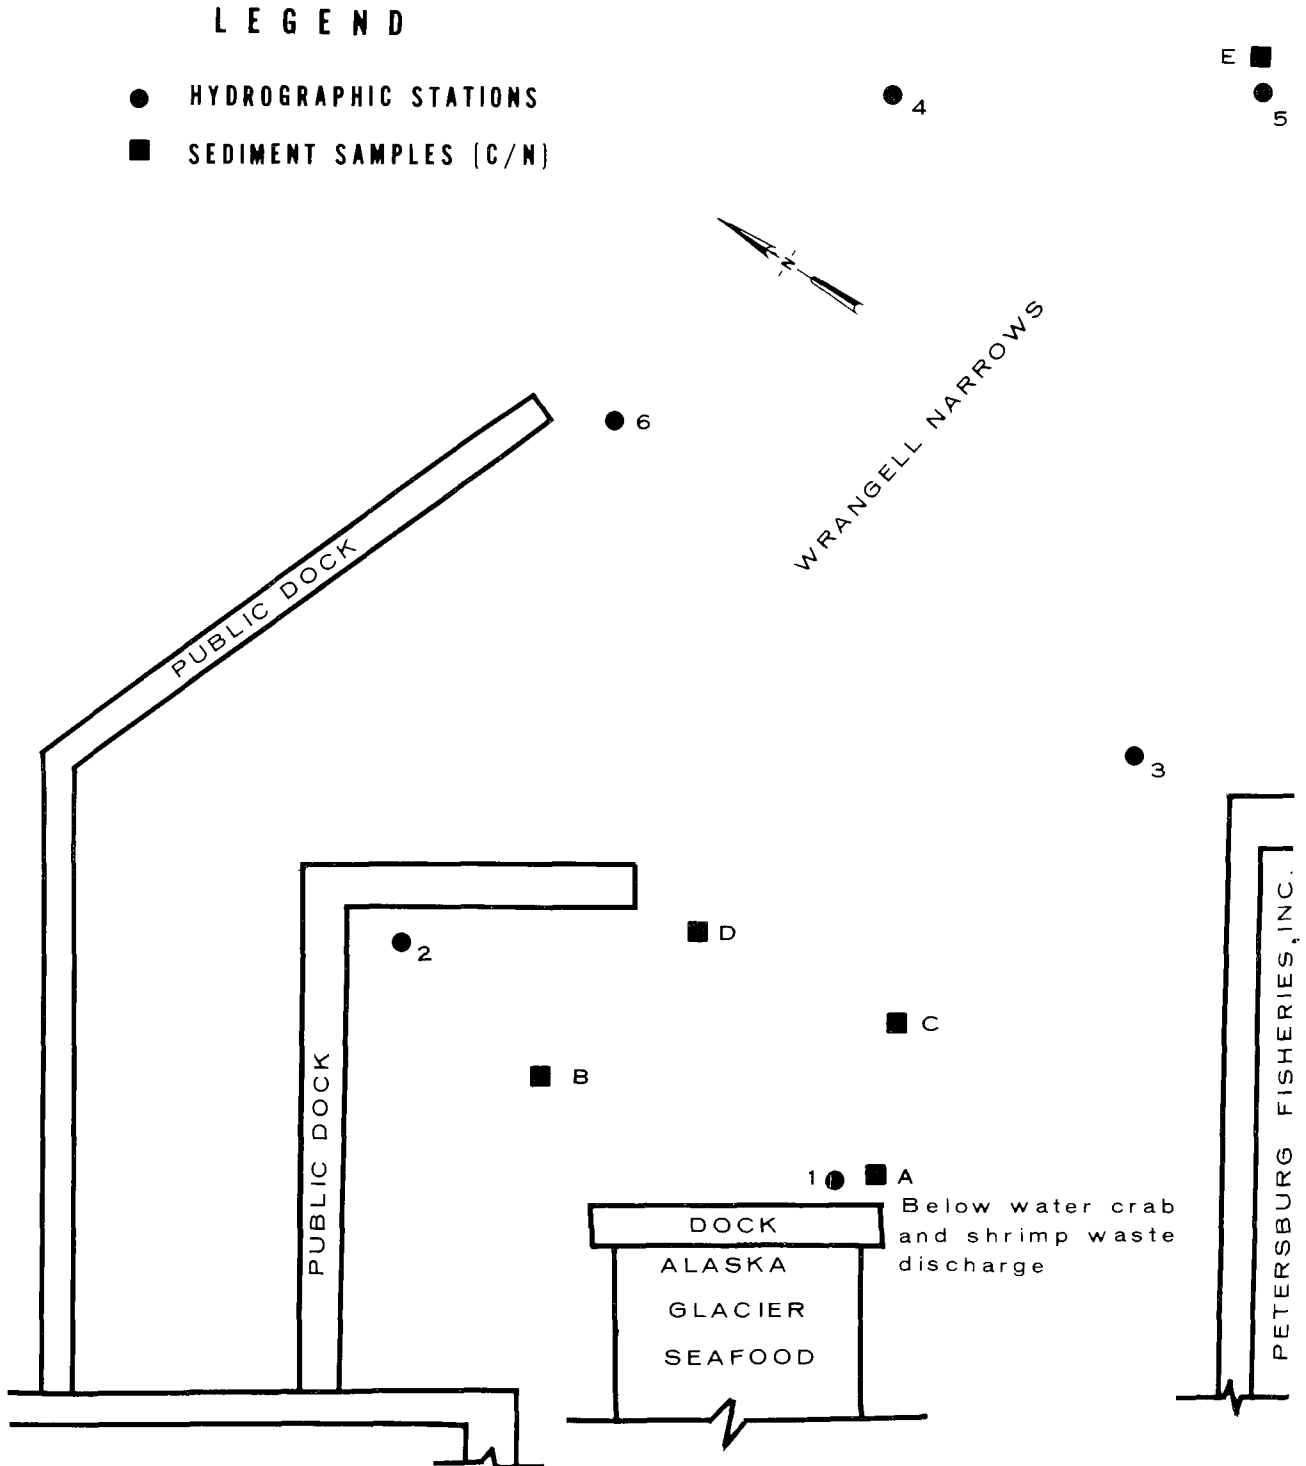 LEGEND
HYDROGRAPHIC STATIONS
SEDIMENT SAMPLES (C/N)
E
4
5
N
WRANGELL NARROWS
6
PUBLIC DOCK
3
2
D
C
B
PUBLIC DOCK
1
A
Below water crab
and shrimp waste
discharge
DOCK
ALASKA
GLACIER
SEAFOOD
PETERSBURG FISHERIES, INC.